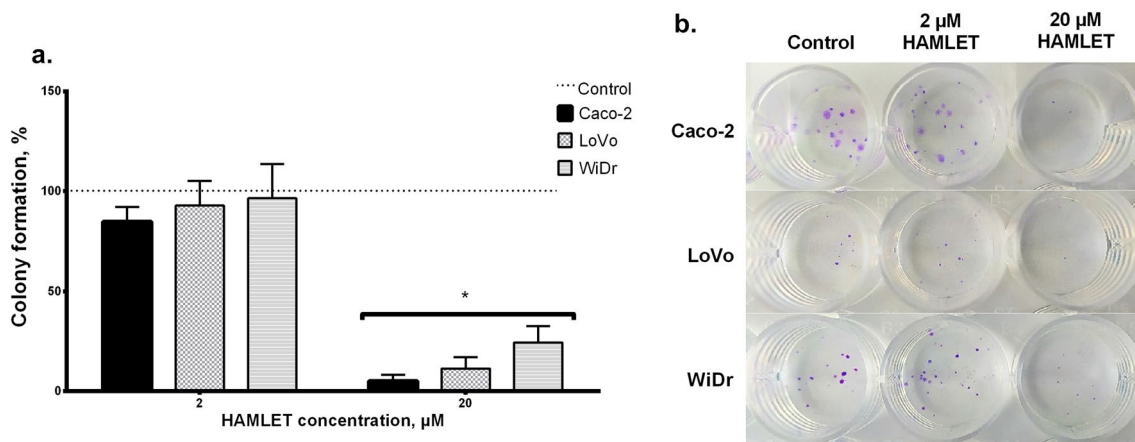 a.
150
100
50
0
Colony formation, %
Control
Caco-2
LoVo
WiDr
*
2
20
HAMLET concentration, µM
b.
Control
2 µM
HAMLET
20 µM
HAMLET
Caco-2
LoVo
WiDr